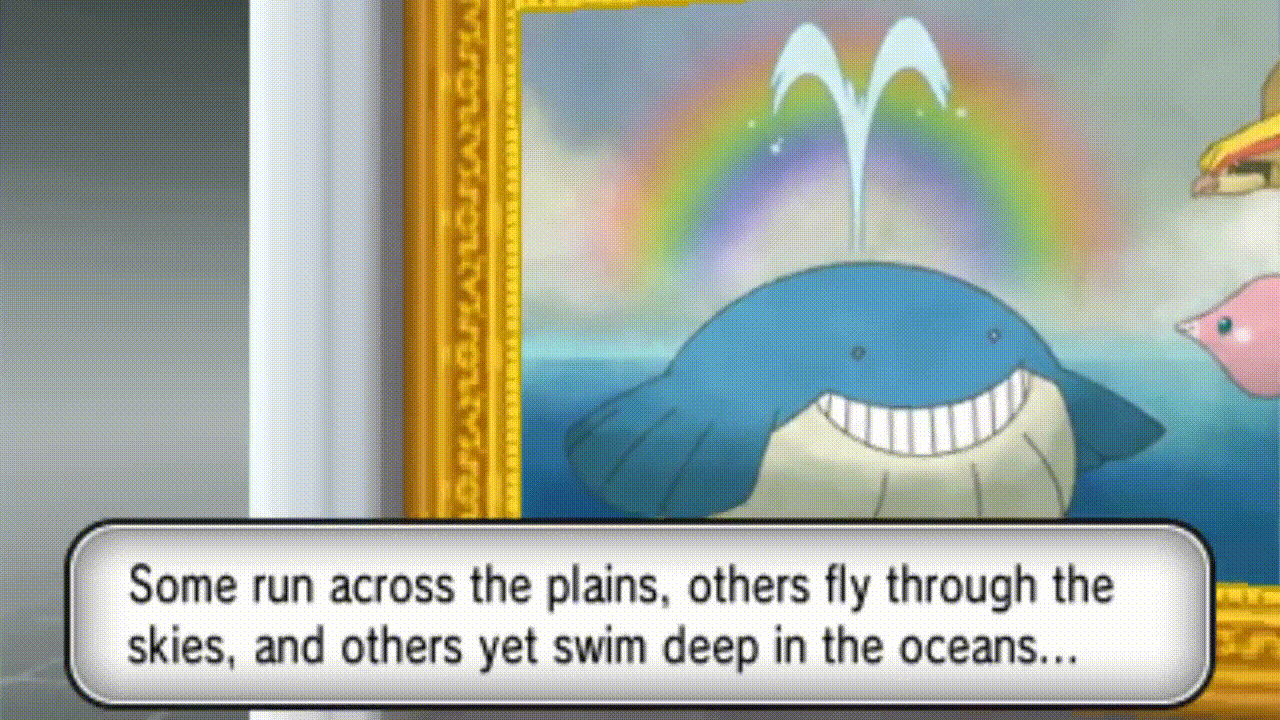 Some run across the plains, others fly through the
skies, and others yet swim deep in the oceans...